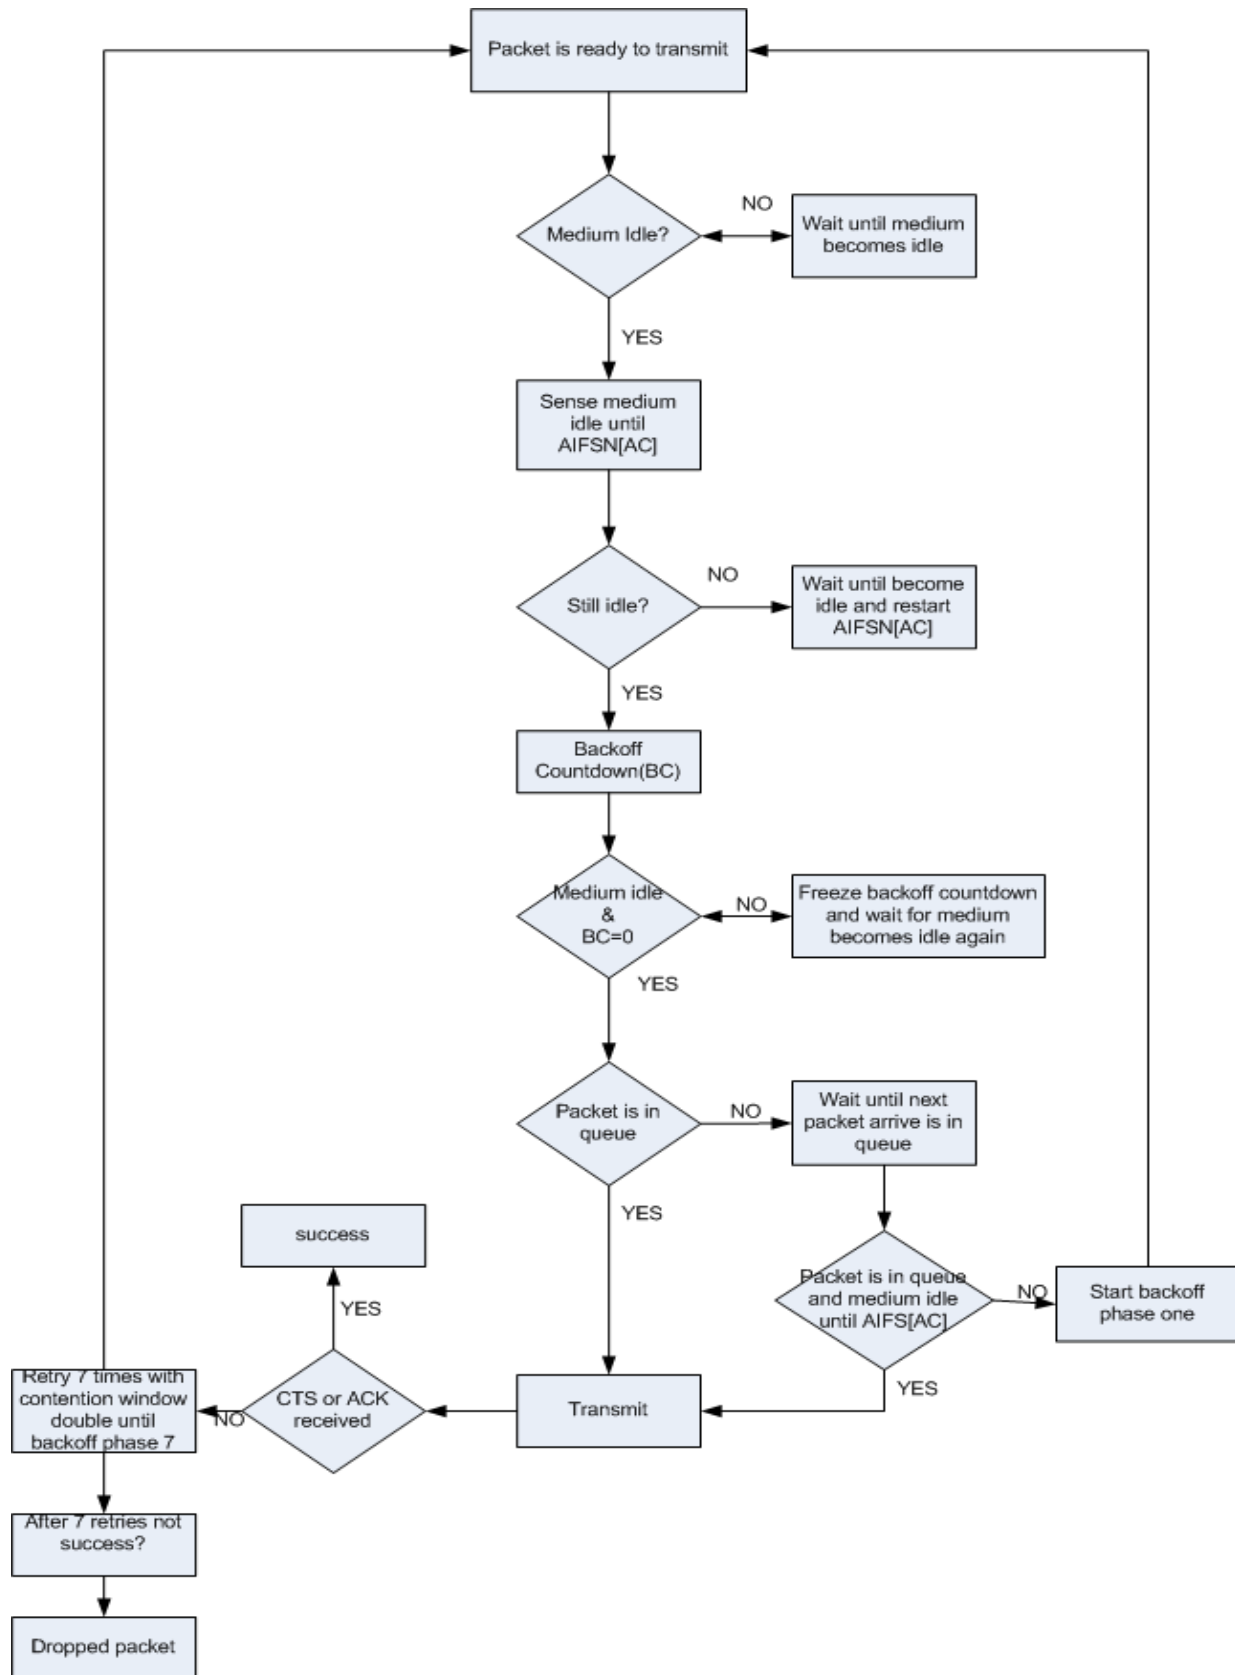 Packet is ready to transmit
Medium Idle?
NO
Wait until medium
becomes idle
YES
Sense medium
idle until
AIFSN[AC]
Still idle?
NO
Wait until become
idle and restart
AIFSN[AC]
YES
Backoff
Countdown(BC)
Medium idle
&
BC=0
NO
Freeze backoff countdown
and wait for medium
becomes idle again
YES
Packet is in
queue
NO
Wait until next
packet arrive is in
queue
YES
success
Packet is in queue
and medium idle
until AIFS[AC]
NO
Start backoff
phase one
YES
YES
Retry 7 times with
contention window
double until
backoff phase 7
NO
CTS or ACK
received
Transmit
After 7 retries not
success?
Dropped packet